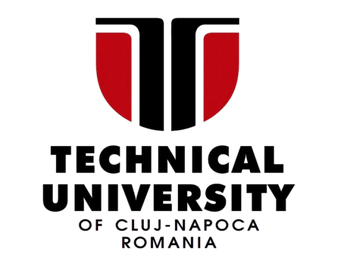 TECHNICAL
UNIVERSITY
OF CLUJ-NAPOCA
ROMANIA